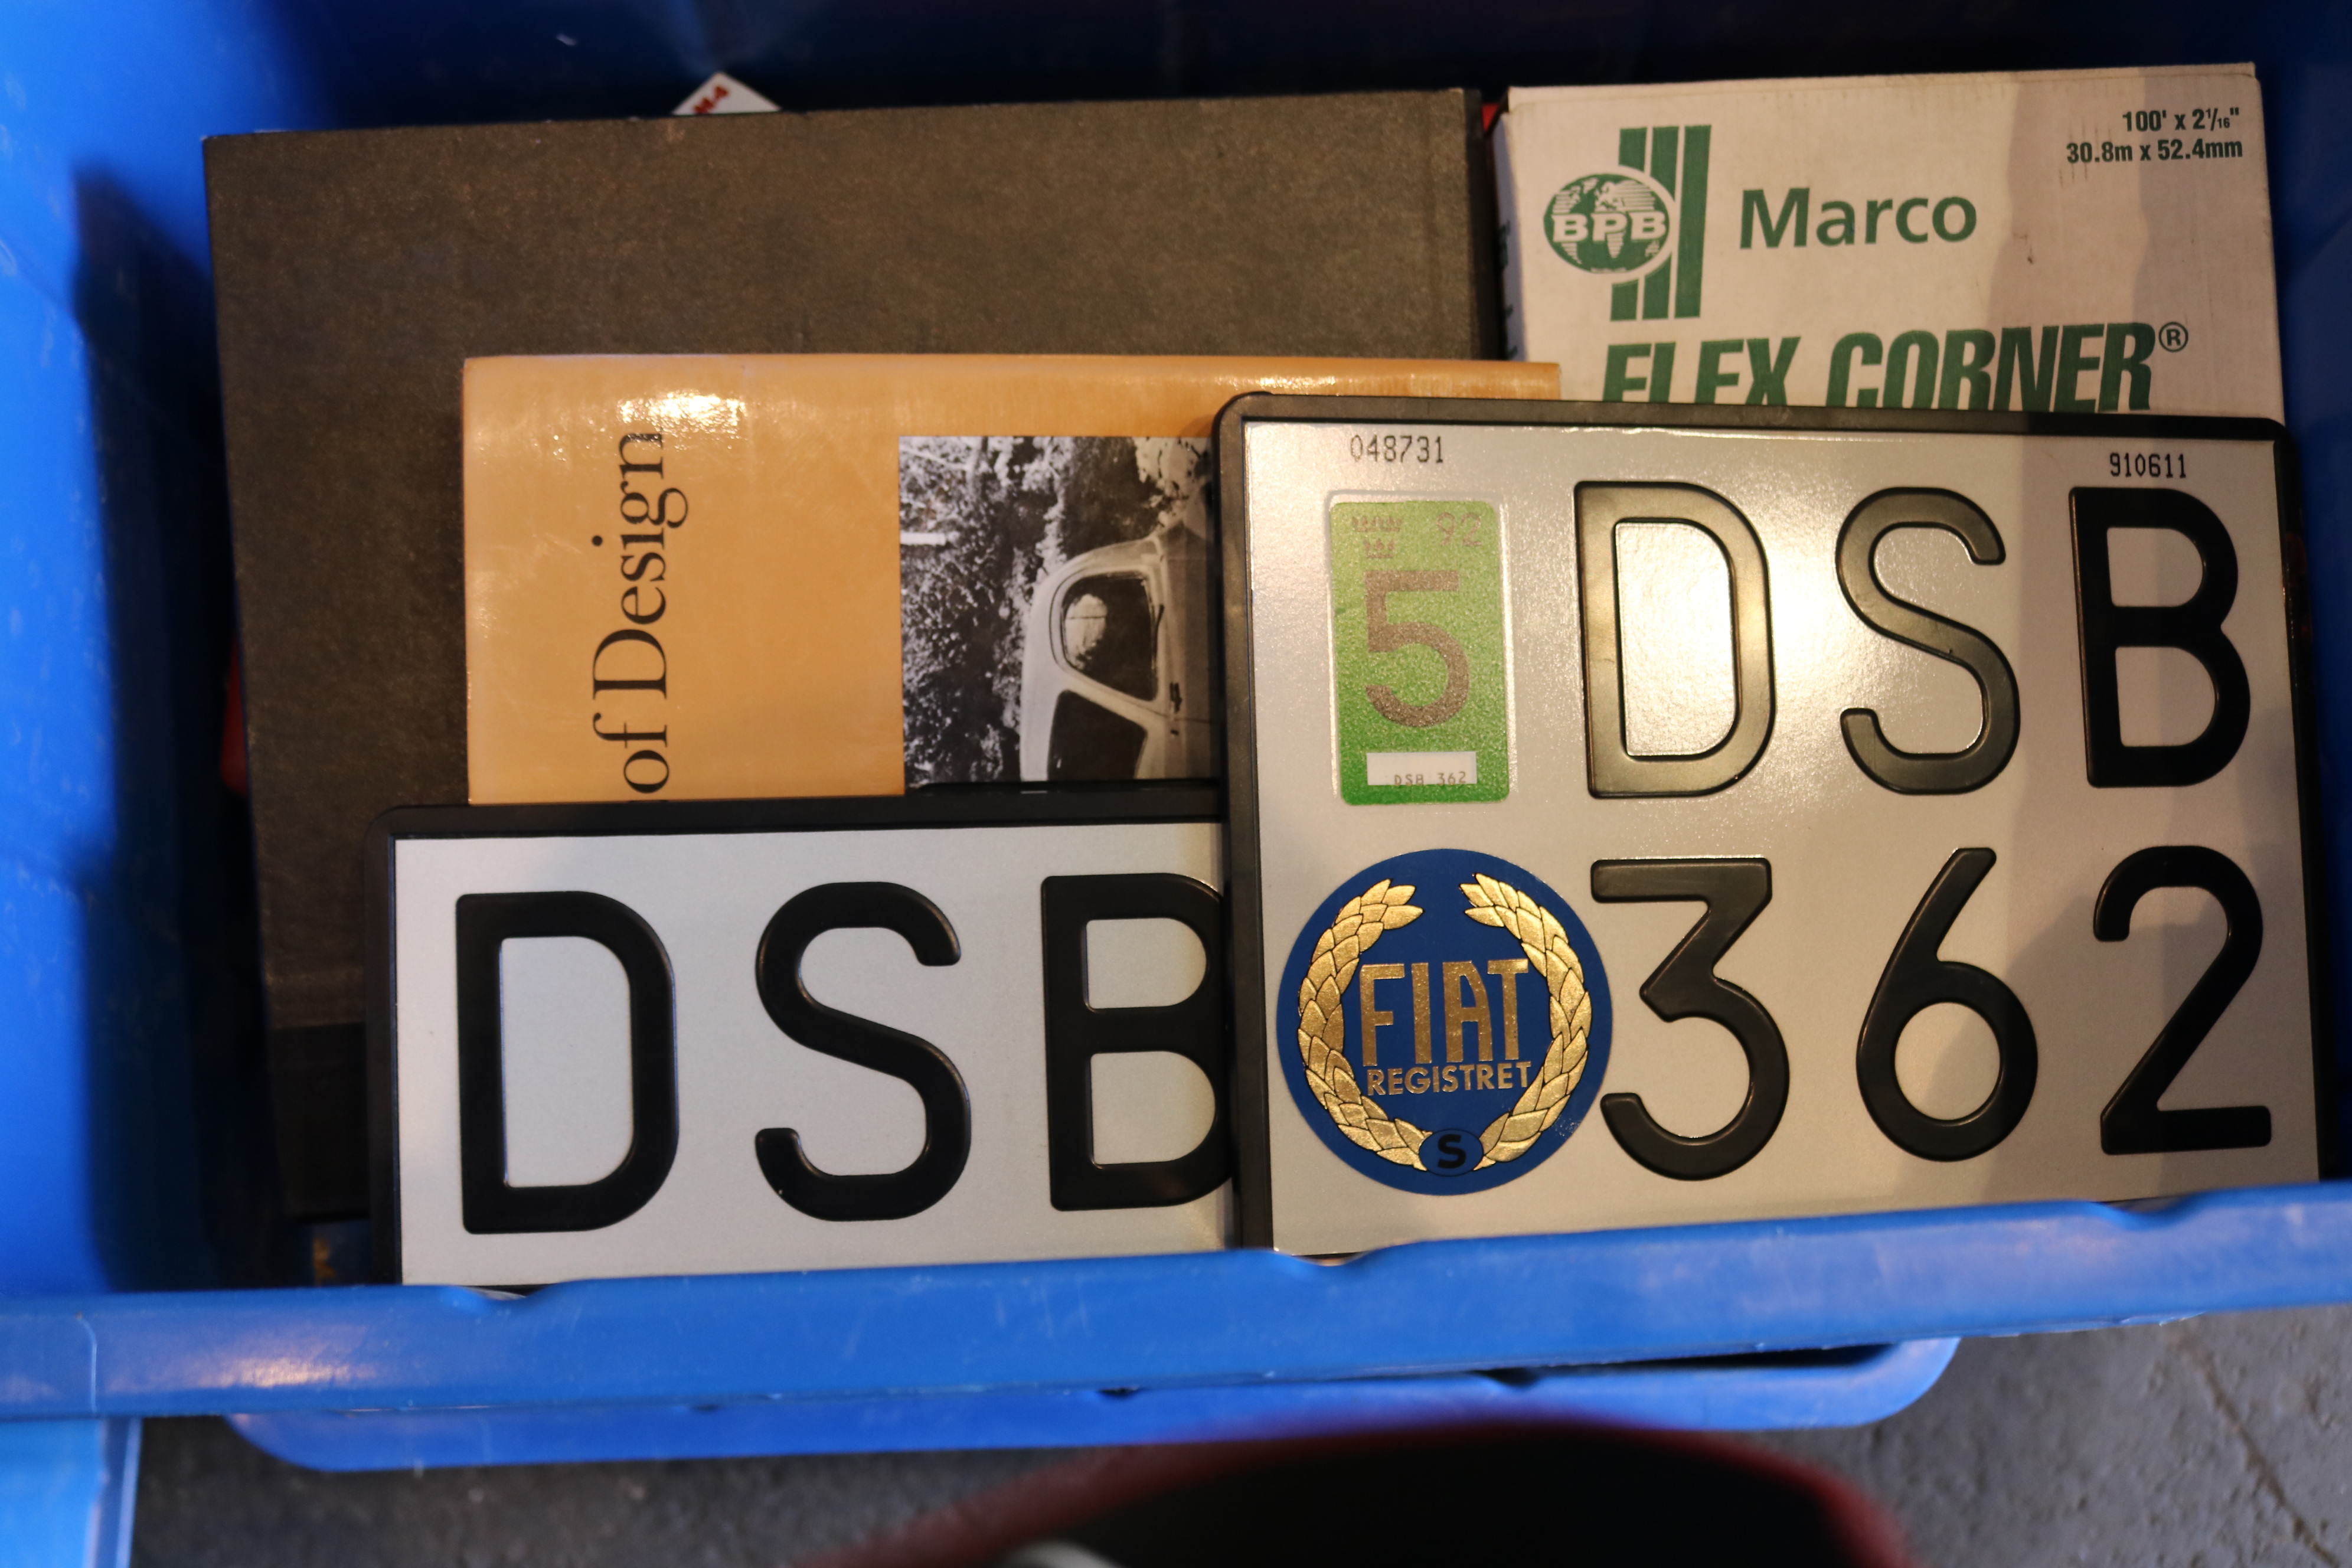 100' x 2 1/16"
30.8m x 52.4mm
BPB
Marco
FLEX CORNER®
of Design
048731
910611
92
5
DSB 362
DSB
362
FIAT
REGISTRET
S
DSB